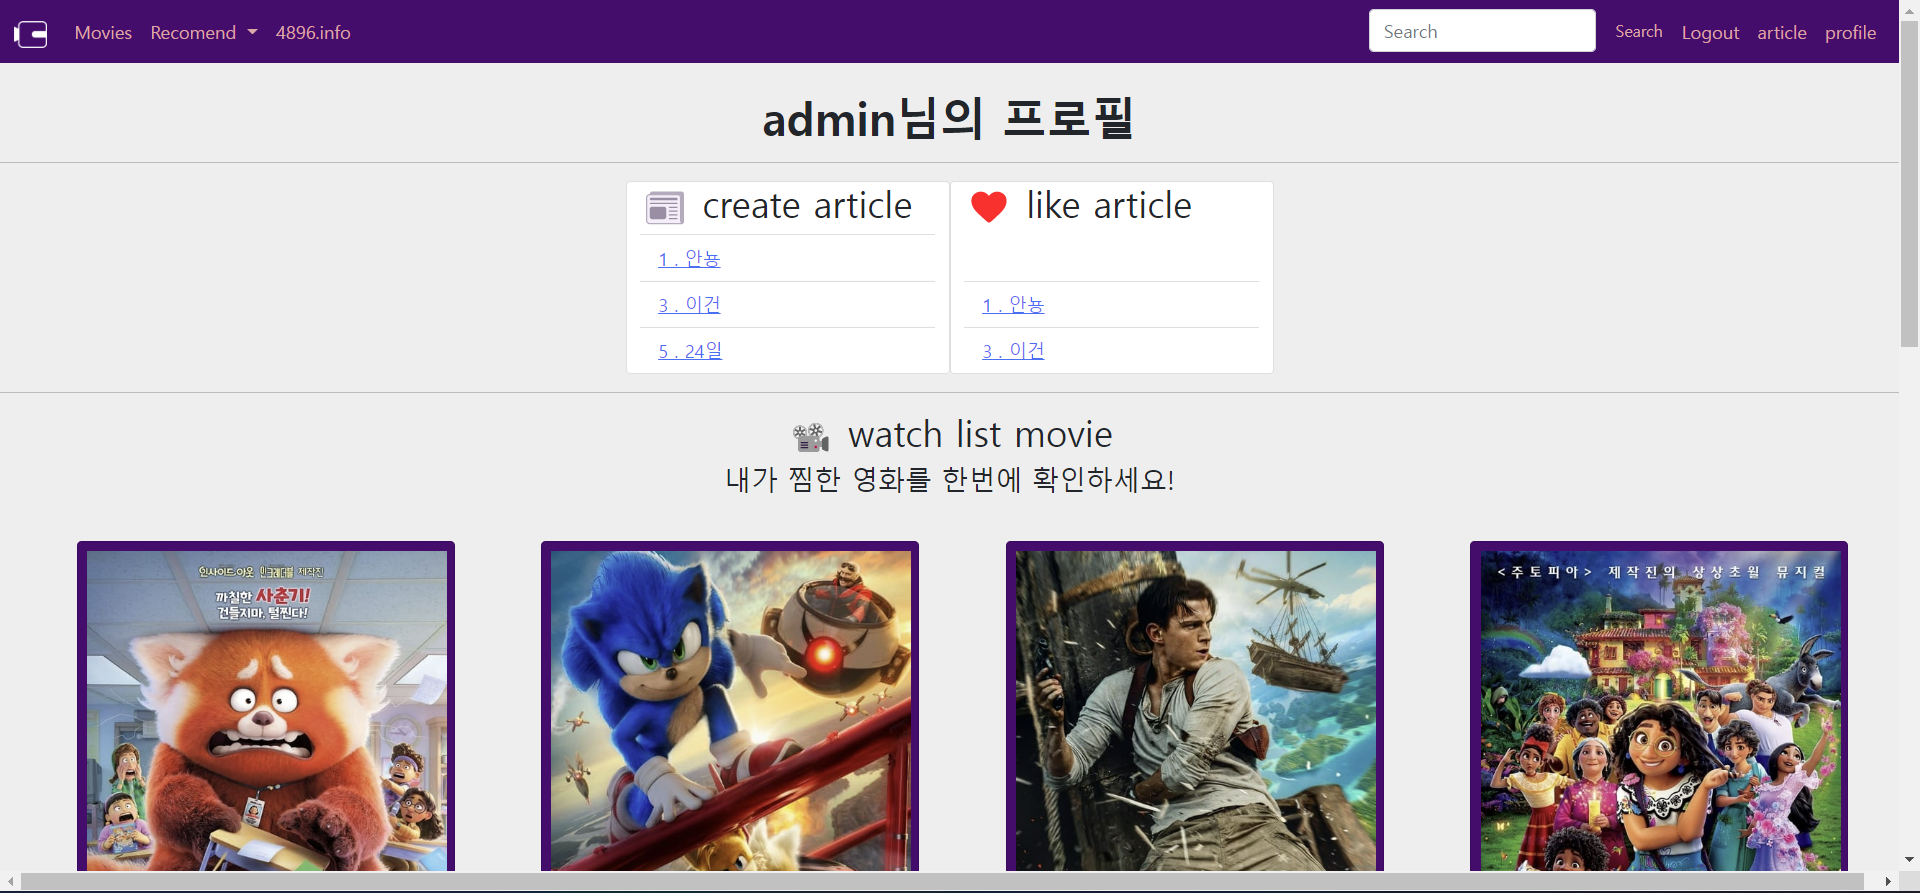 Movies Recomend 4896.info Search Search Logout article profile
admin님의 프로필
create article
1 . 안뇽
3 . 이건
5 . 24일
like article
1 . 안뇽
3 . 이건
watch list movie
내가 찜한 영화를 한번에 확인하세요!
인사이드 아웃 인크레더블 제작진
까칠한 사춘기!
건들지마, 털찐다!
<주토피아> 제작진의 상상초월 뮤지컬